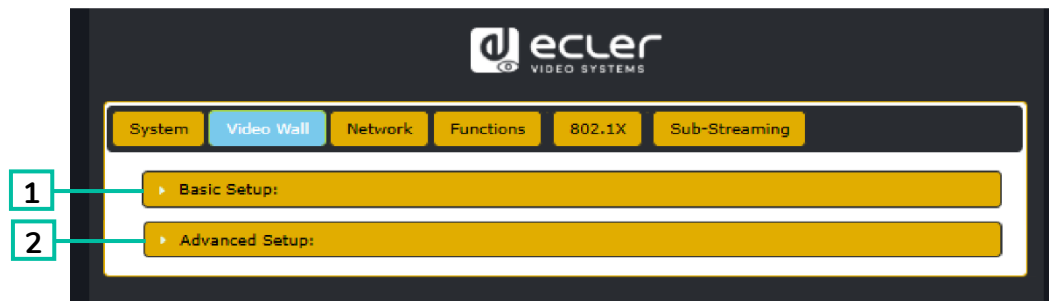 ecler
VIDEO SYSTEMS
System Video Wall Network Functions 802.1X Sub-Streaming
1 Basic Setup:
2 Advanced Setup: